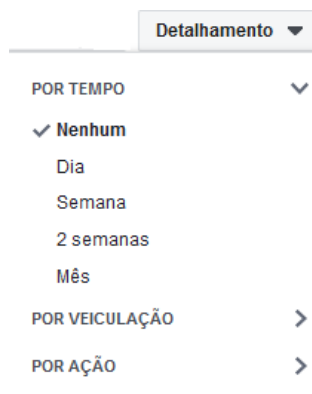 Detalhamento
POR TEMPO
Nenhum
Dia
Semana
2 semanas
Mês
POR VEICULAÇÃO
POR AÇÃO